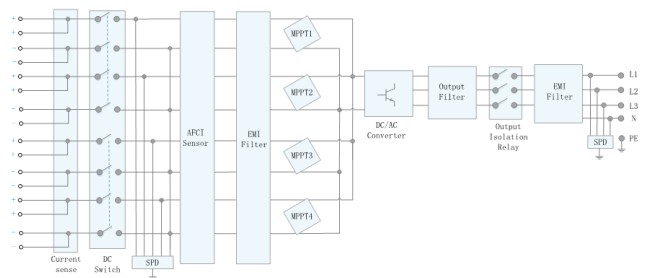 +
+
-
-
+
+
-
-
+
+
-
-
+
+
-
-
Current
sense
DC
Switch
SPD
AFCI
Sensor
EMI
Filter
MPPT1
MPPT2
MPPT3
MPPT4
DC/AC
Converter
Output
Filter
Output
Isolation
Relay
EMI
Filter
L1
L2
L3
N
SPD
PE